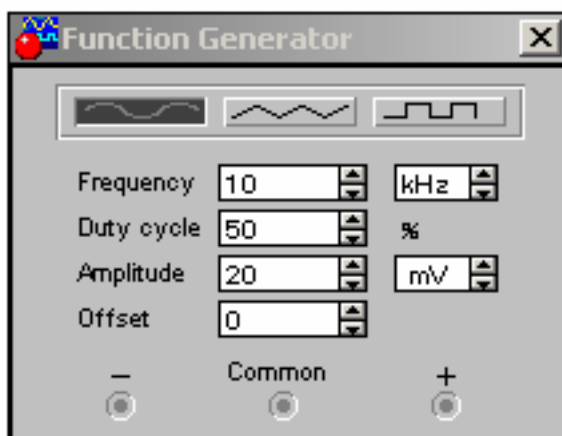 Function Generator
Frequency 10 kHz
Duty cycle 50 %
Amplitude 20 mV
Offset 0
− Common +